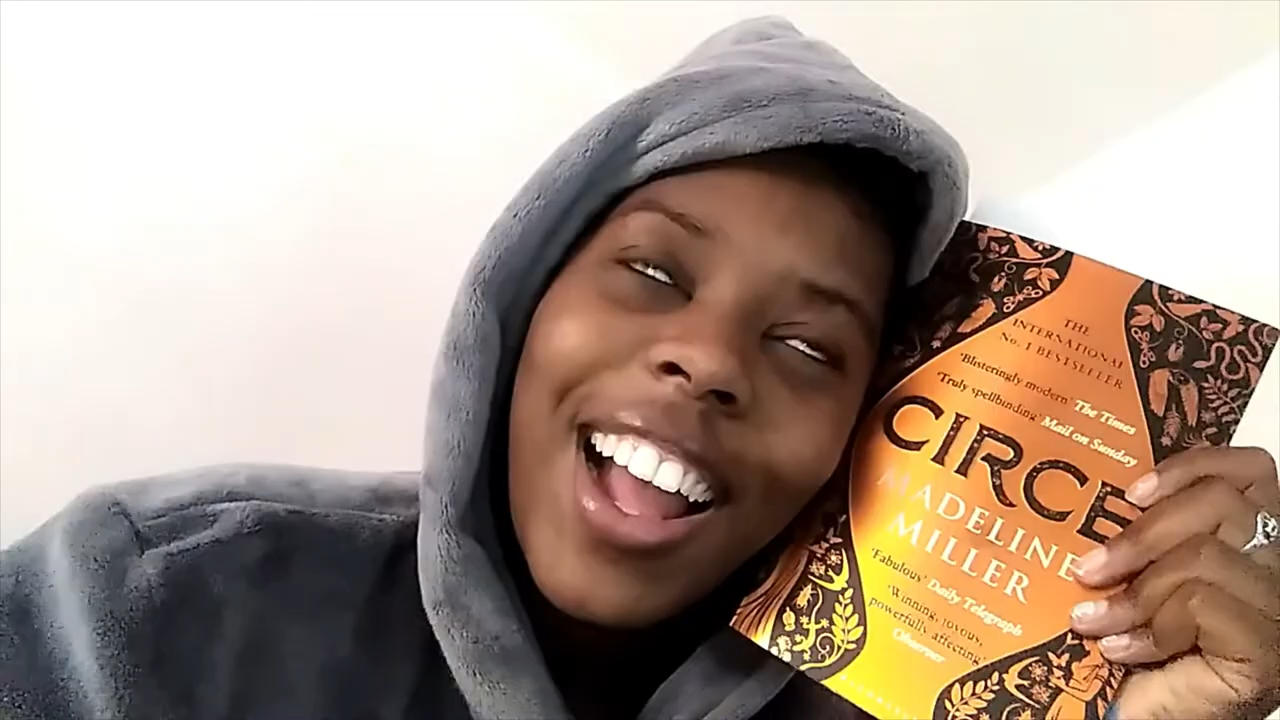 THE
INTERNATIONAL
No. 1 BESTSELLER
'Blisteringly modern' The Times
'Truly spellbinding' Mail on Sunday
CIRCE
MADELINE
MILLER
'Fabulous' Daily Telegraph
'Winning, joyous,
powerfully affecting'
Observer